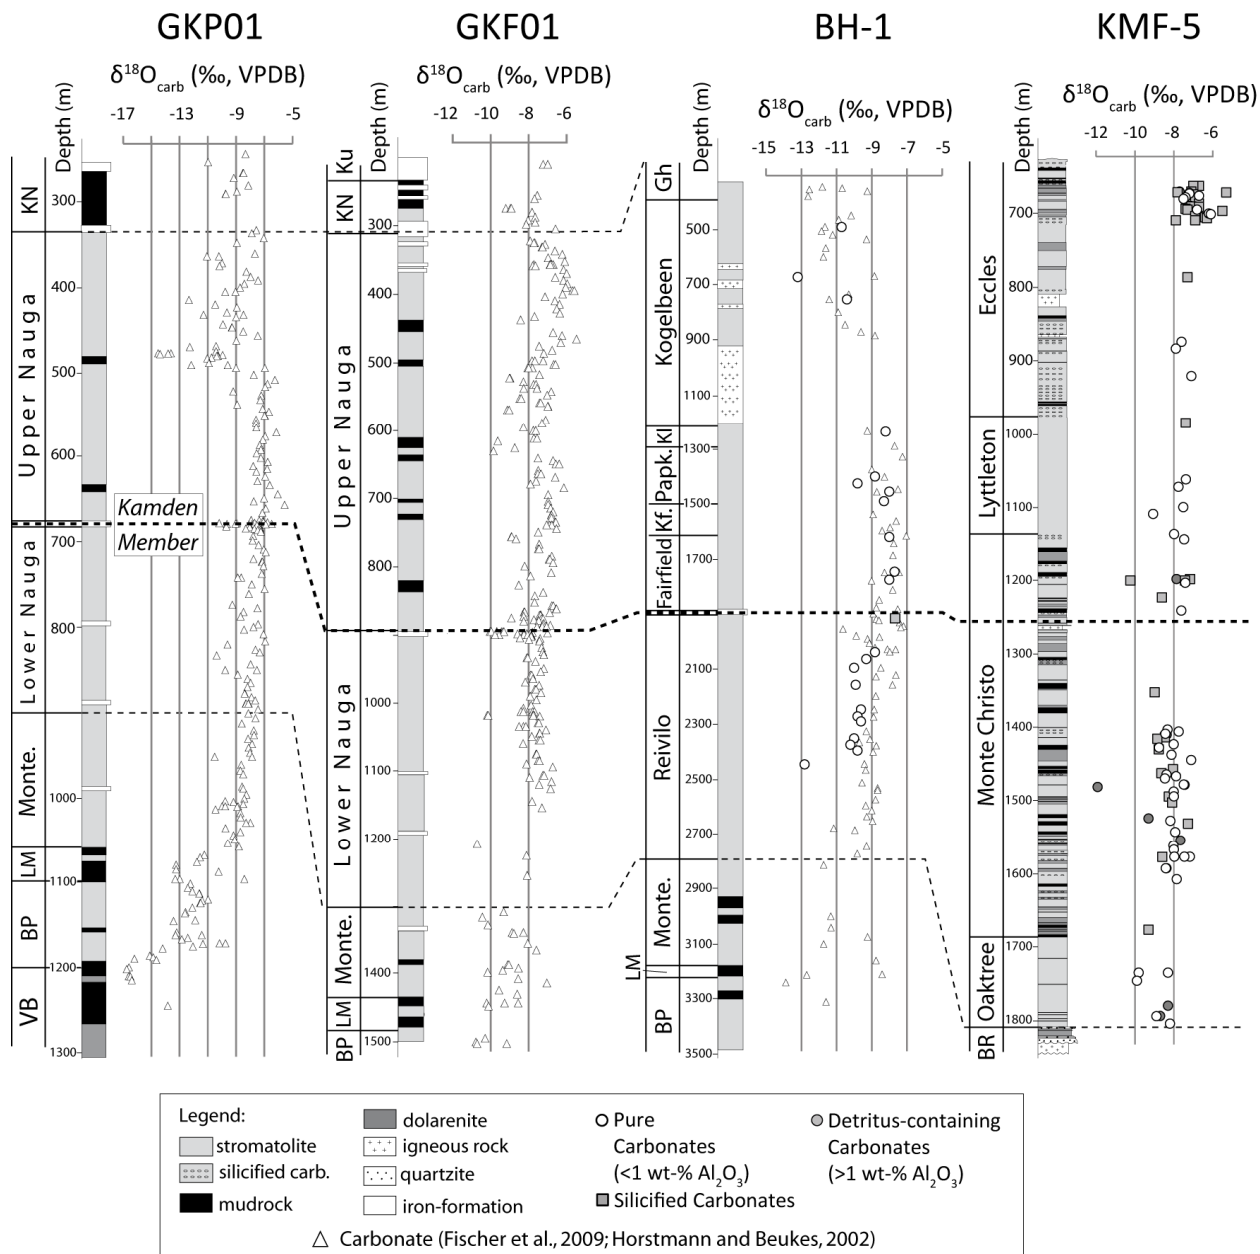 GKP01
GKF01
BH-1
KMF-5
δ18Ocarb (‰, VPDB)
δ18Ocarb (‰, VPDB)
δ18Ocarb (‰, VPDB)
δ18Ocarb (‰, VPDB)
Depth (m)
-17 -13 -9 -5
Depth (m)
-12 -10 -8 -6
Depth (m)
-15 -13 -11 -9 -7 -5
Depth (m)
-12 -10 -8 -6
KN
Upper Nauga
Lower Nauga
Monte.
LM
BP
VB
300
400
500
600
700
800
1000
1100
1200
1300
Kamden
Member
Ku
KN
Upper Nauga
Lower Nauga
Monte.
LM
BP
300
400
500
600
700
800
1000
1100
1200
1400
1500
Gh
Kogelbeen
Kl
Papk.
Kf.
Fairfield
Reivilo
Monte.
LM
BP
500
700
900
1100
1300
1500
1700
2100
2300
2500
2700
2900
3100
3300
3500
Eccles
Lyttleton
Monte Christo
Oaktree
BR
700
800
900
1000
1100
1200
1300
1400
1500
1600
1700
1800
Legend:
stromatolite
silicified carb.
mudrock
dolarenite
igneous rock
quartzite
iron-formation
Pure
Carbonates
(<1 wt-% Al2O3)
Silicified Carbonates
Detritus-containing
Carbonates
(>1 wt-% Al2O3)
Carbonate (Fischer et al., 2009; Horstmann and Beukes, 2002)